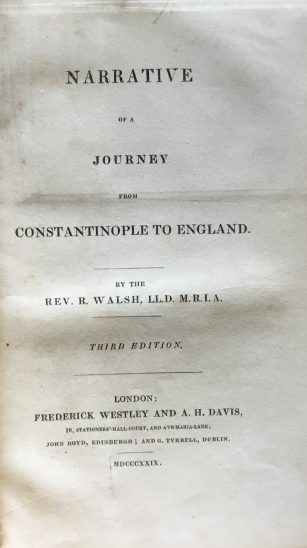 NARRATIVE
OF A
JOURNEY
FROM
CONSTANTINOPLE TO ENGLAND.
BY THE
REV. R. WALSH, LL.D. M.R.I.A.
THIRD EDITION.
LONDON:
FREDERICK WESTLEY AND A. H. DAVIS,
10, STATIONERS'-HALL-COURT, AND AVE-MARIA-LANE;
JOHN BOYD, EDINBURGH; AND G. TYRRELL, DUBLIN.
MDCCCXXIX.